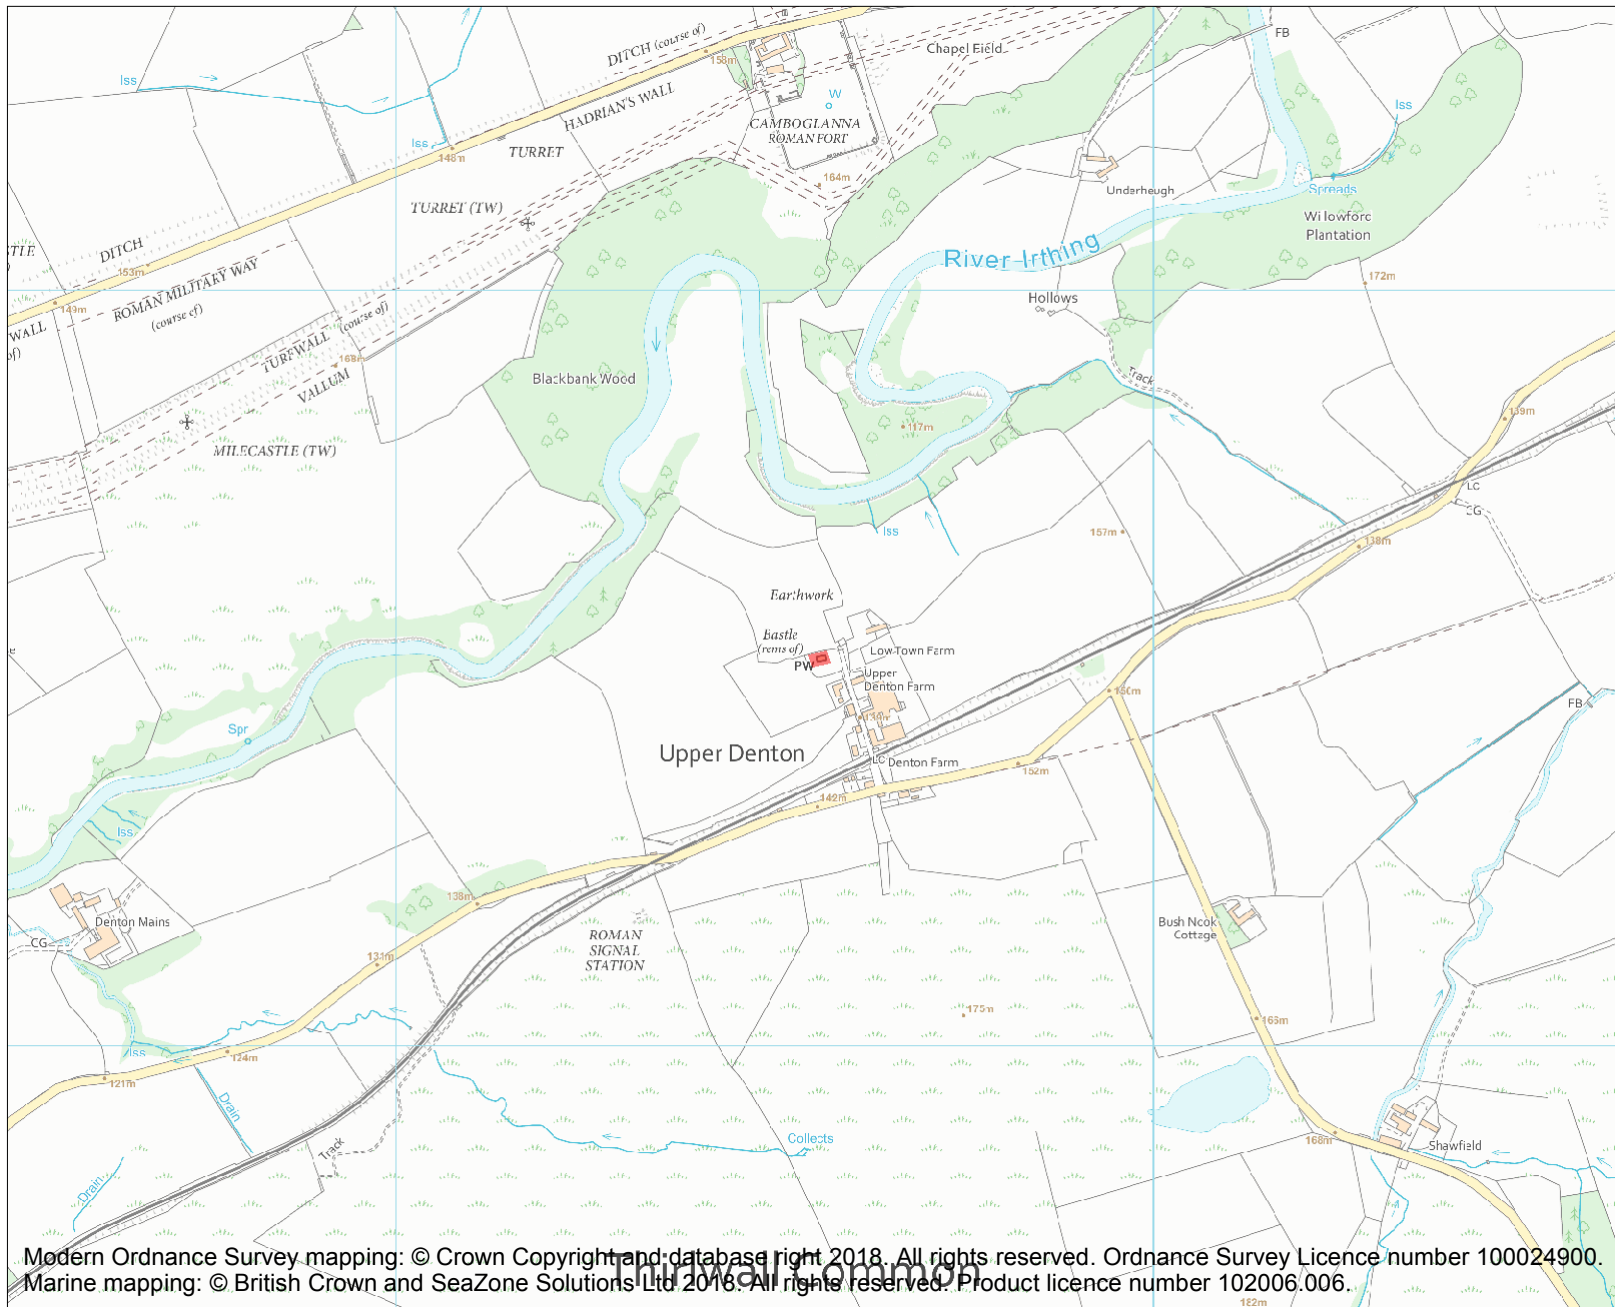 FB
Chapel Field
DITCH (course of)
158m
Iss
W
HADRIAN'S WALL
CAMBOGLANNA
ROMAN FORT
Iss
Iss
148m
TURRET
164m
Underheugh
Spreads
TURRET (TW)
Willowford
Plantation
DITCH
River Irthing
153m
172m
ROMAN MILITARY WAY
(course of)
Hollows
149m
WALL
TURF WALL (course of)
168m
VALLUM
Blackbank Wood
Track
139m
117m
MILECASTLE (TW)
LC
CG
Iss
157m
138m
Earthwork
Bastle
(rems of)
PW
Low Town Farm
Upper
Denton Farm
150m
FB
Spr
Upper Denton
LC
Denton Farm
152m
142m
Iss
138m
Denton Mains
CG
Bush Nook
Cottage
ROMAN
SIGNAL
STATION
131m
175m
166m
Iss
124m
121m
Drain
Collects
168m
Shawfield
Track
Drain
Thirlwall Common
Modern Ordnance Survey mapping: © Crown Copyright and database right 2018. All rights reserved. Ordnance Survey Licence number 100024900.
Marine mapping: © British Crown and SeaZone Solutions Ltd 2018. All rights reserved. Product licence number 102006.006.
182m